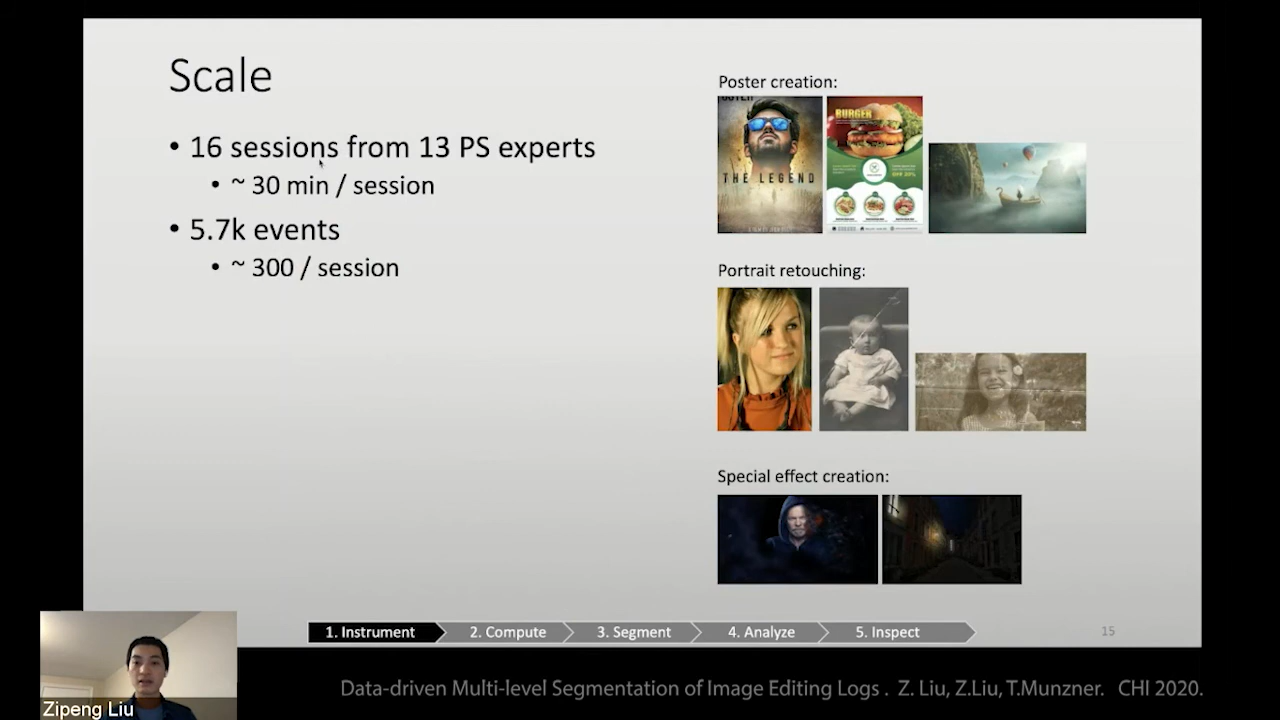 Scale
• 16 sessions from 13 PS experts
• ~ 30 min / session
• 5.7k events
• ~ 300 / session
Poster creation:
THE LEGEND
BURGER
Portrait retouching:
Special effect creation:
1. Instrument
2. Compute
3. Segment
4. Analyze
5. Inspect
15
Zipeng Liu
Data-driven Multi-level Segmentation of Image Editing Logs . Z. Liu, Z.Liu, T.Munzner. CHI 2020.